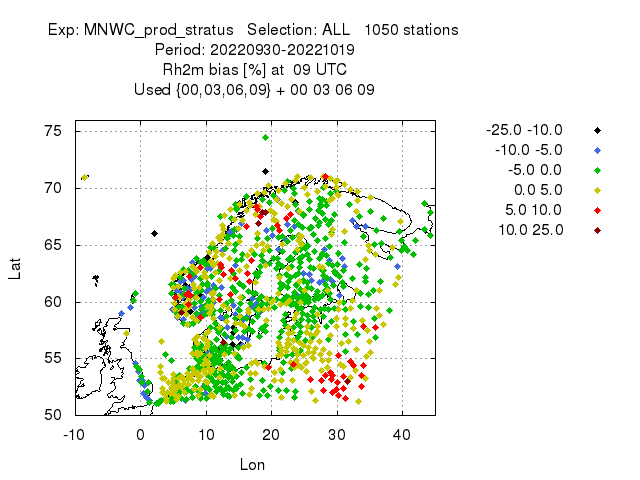 Exp: MNWC_prod_stratus   Selection: ALL   1050 stations
Period: 20220930-20221019
Rh2m bias [%] at  09 UTC
Used {00,03,06,09} + 00 03 06 09
-25.0 -10.0
-10.0 -5.0
-5.0 0.0
0.0 5.0
5.0 10.0
10.0 25.0
75
70
65
60
55
50
Lat
-10 0 10 20 30 40
Lon